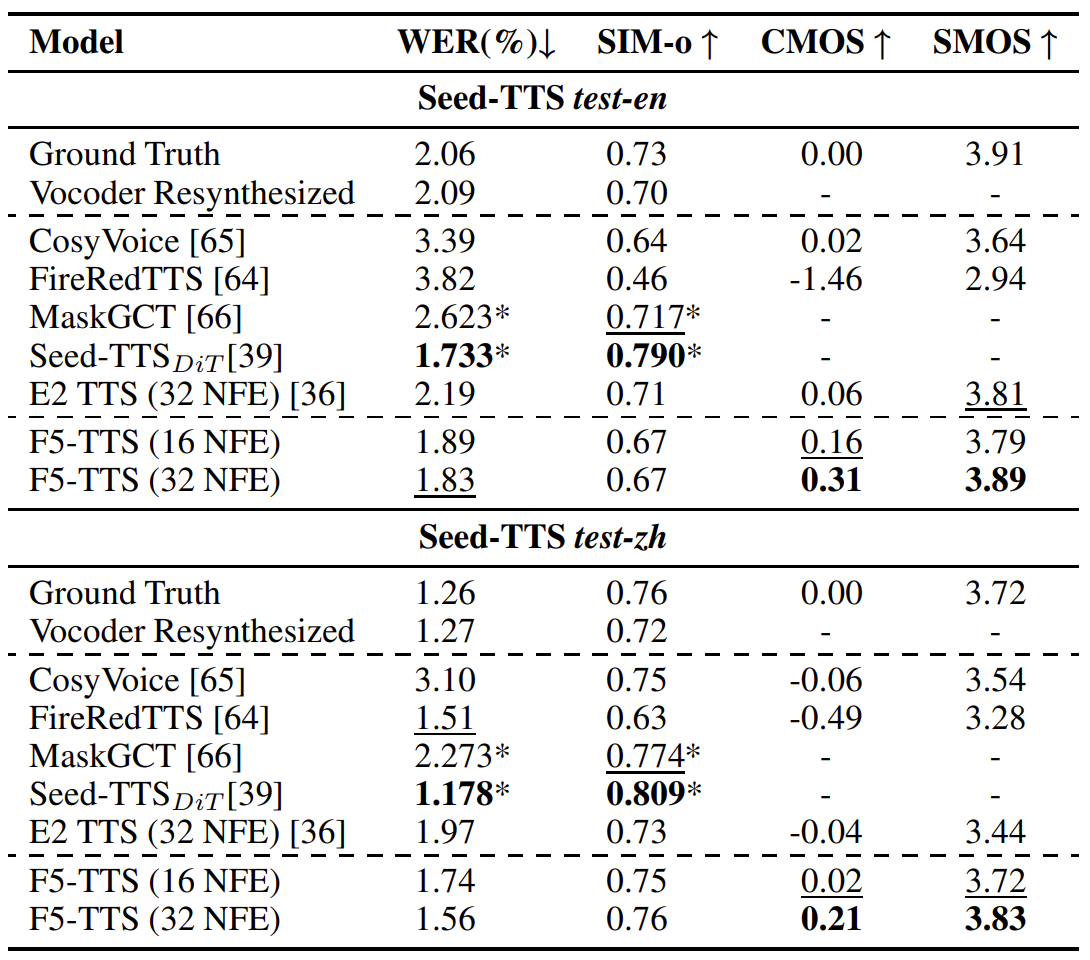 Model WER(%)↓ SIM-o ↑ CMOS ↑ SMOS ↑
Seed-TTS test-en
Ground Truth 2.06 0.73 0.00 3.91
Vocoder Resynthesized 2.09 0.70 - -
CosyVoice [65] 3.39 0.64 0.02 3.64
FireRedTTS [64] 3.82 0.46 -1.46 2.94
MaskGCT [66] 2.623* 0.717* - -
Seed-TTSDiT[39] 1.733* 0.790* - -
E2 TTS (32 NFE) [36] 2.19 0.71 0.06 3.81
F5-TTS (16 NFE) 1.89 0.67 0.16 3.79
F5-TTS (32 NFE) 1.83 0.67 0.31 3.89
Seed-TTS test-zh
Ground Truth 1.26 0.76 0.00 3.72
Vocoder Resynthesized 1.27 0.72 - -
CosyVoice [65] 3.10 0.75 -0.06 3.54
FireRedTTS [64] 1.51 0.63 -0.49 3.28
MaskGCT [66] 2.273* 0.774* - -
Seed-TTSDiT[39] 1.178* 0.809* - -
E2 TTS (32 NFE) [36] 1.97 0.73 -0.04 3.44
F5-TTS (16 NFE) 1.74 0.75 0.02 3.72
F5-TTS (32 NFE) 1.56 0.76 0.21 3.83